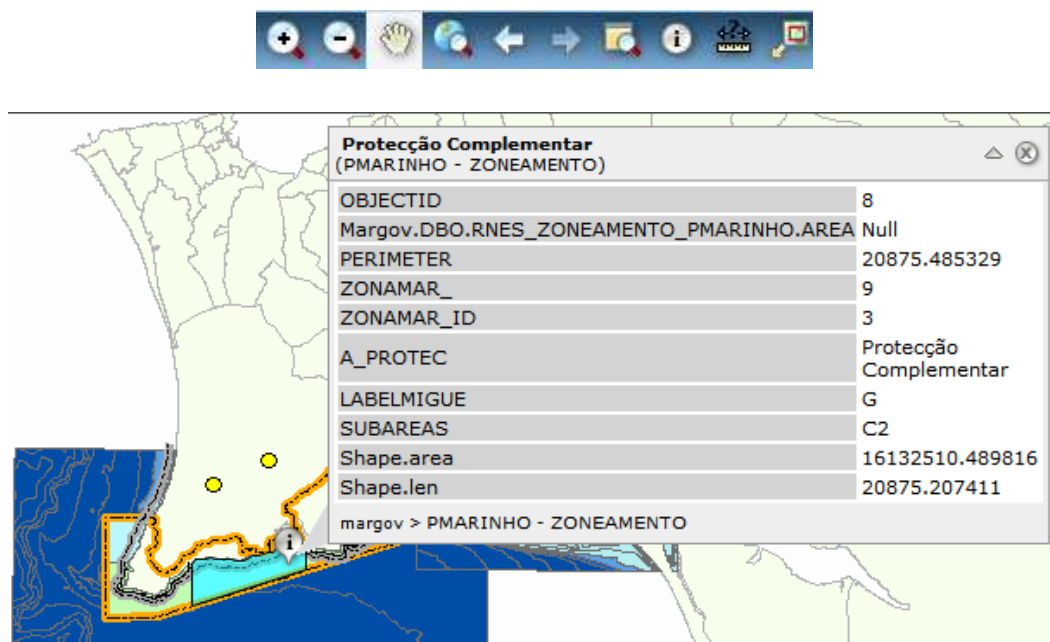 Protecção Complementar
(PMARINHO - ZONEAMENTO)
OBJECTID 8
Margov.DBO.RNES_ZONEAMENTO_PMARINHO.AREA Null
PERIMETER 20875.485329
ZONAMAR_ 9
ZONAMAR_ID 3
A_PROTEC Protecção
Complementar
LABELMIGUE G
SUBAREAS C2
Shape.area 16132510.489816
Shape.len 20875.207411
margov > PMARINHO - ZONEAMENTO